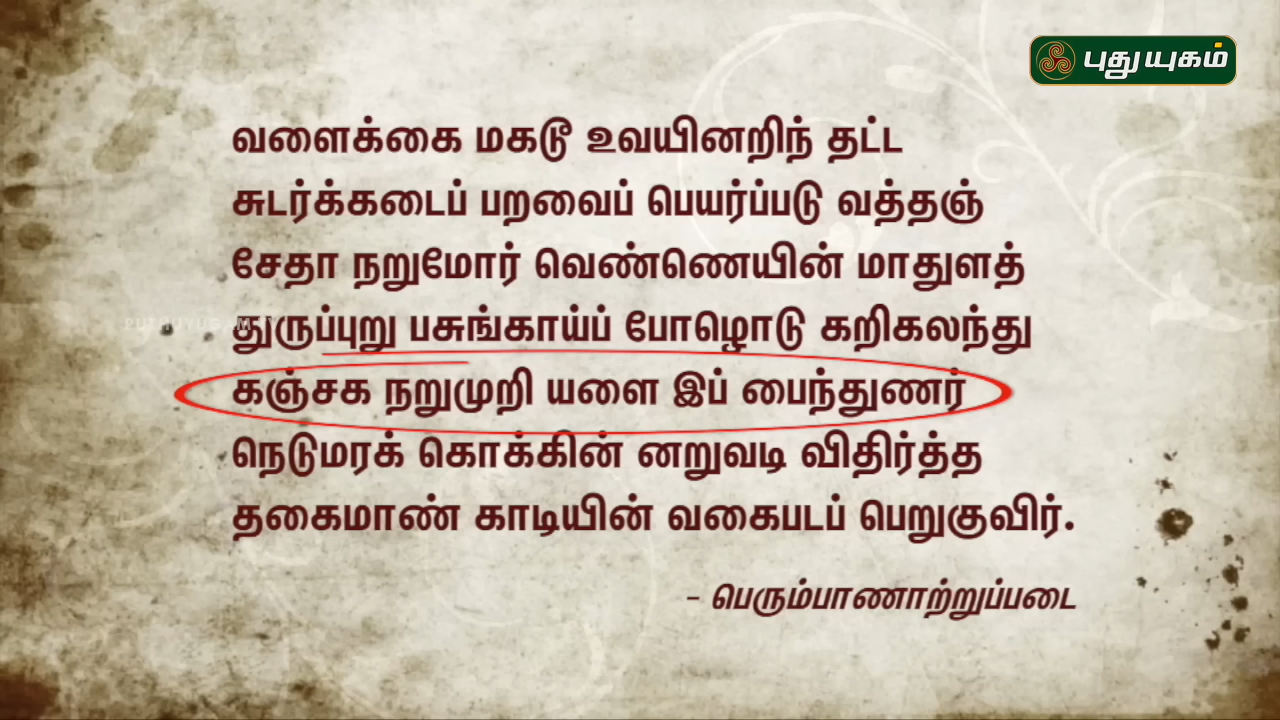 புதுயுகம்
வளைக்கை மகடூ உவயினறிந் தட்ட
சுடர்க்கடைப் பறவைப் பெயர்ப்படு வத்தஞ்
சேதா நறுமோர் வெண்ணெயின் மாதுளத்
துருப்புறு பசுங்காய்ப் போழொடு கறிகலந்து
கஞ்சக நறுமுறி யளை இப் பைந்துணர்
நெடுமரக் கொக்கின் னறுவடி விதிர்த்த
தகைமாண் காடியின் வகைபடப் பெறுகுவிர்.
- பெரும்பாணாற்றுப்படை